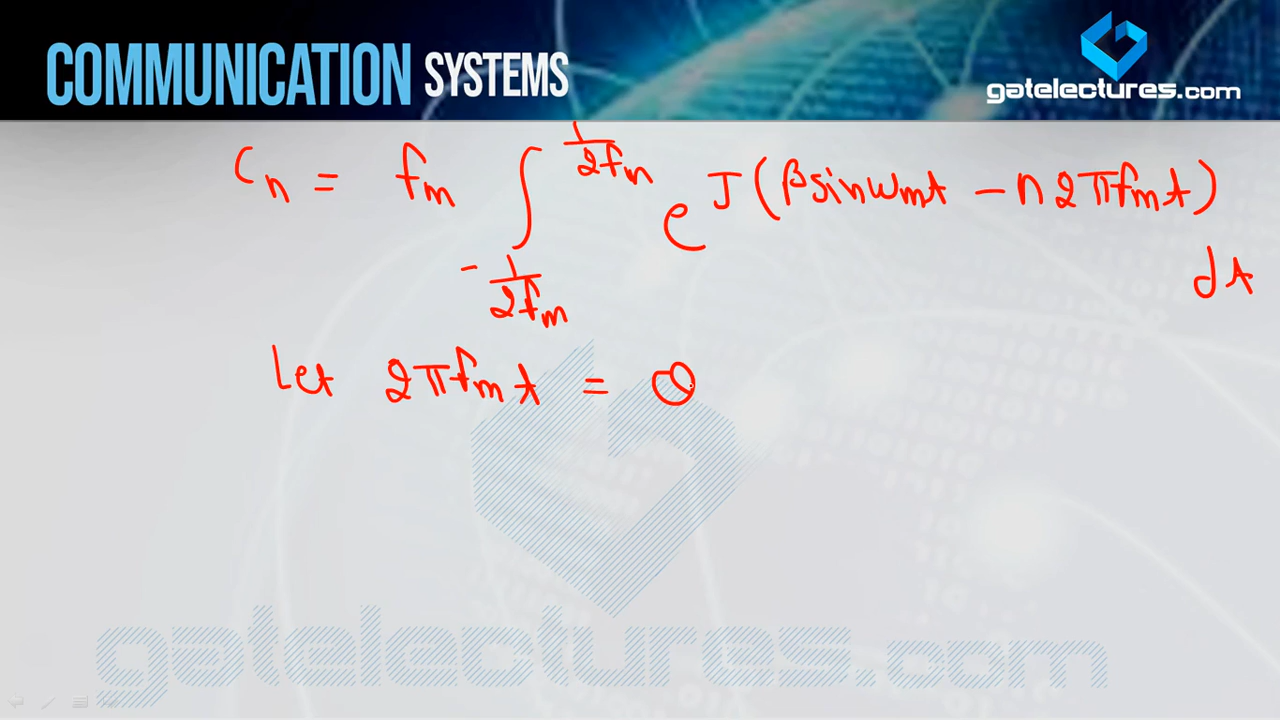 COMMUNICATION SYSTEMS
gatelectures.com
Cn = fm ∫_{-1/2fm}^{1/2fm} e^{J(βsinωmt - n2πfmt)}
dt
Let 2πfmt = θ
gatelectures.com